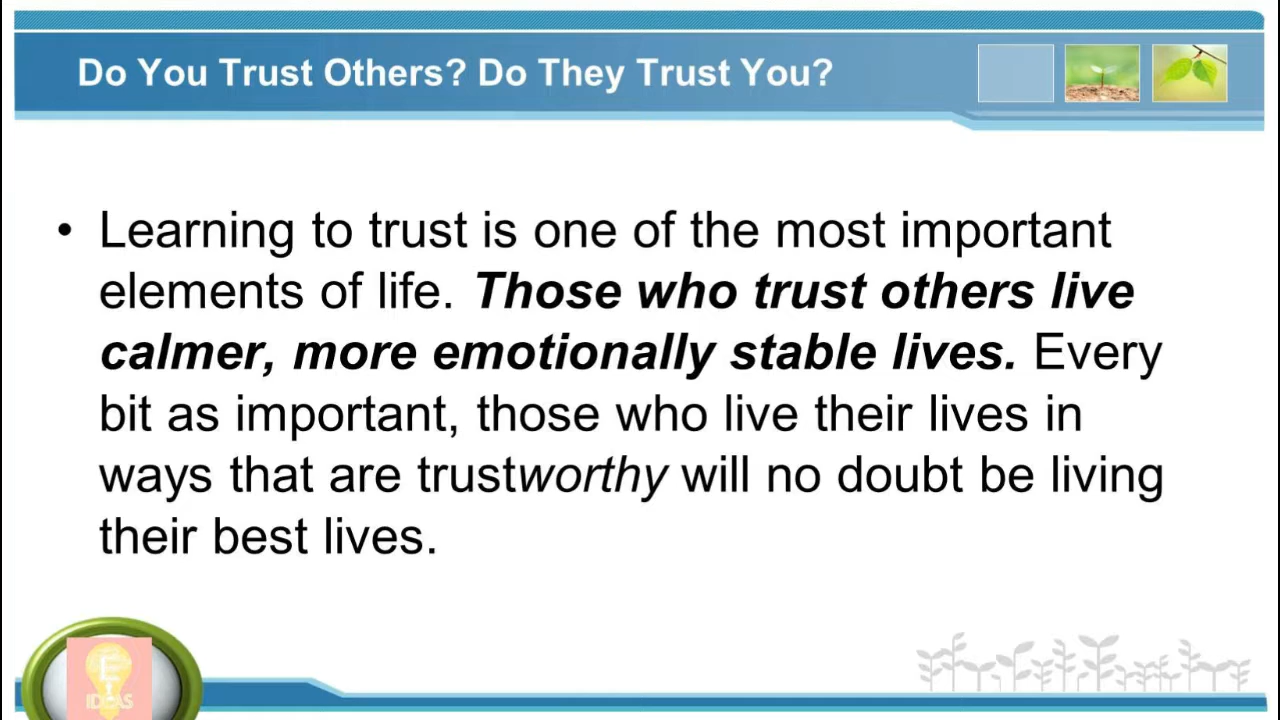 Do You Trust Others? Do They Trust You?
• Learning to trust is one of the most important
elements of life. Those who trust others live
calmer, more emotionally stable lives. Every
bit as important, those who live their lives in
ways that are trustworthy will no doubt be living
their best lives.
IDEAS